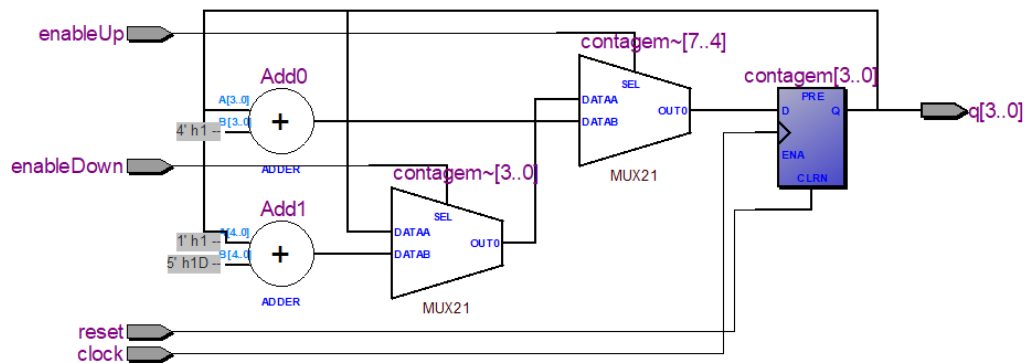 enableUp
contagem~[7..4]
SEL
DATAA
DATAB
OUT0
MUX21
contagem[3..0]
PRE
D
Q
ENA
CLRN
q[3..0]
Add0
A[3..0]
B[3..0]
4' h1 --
+
ADDER
enableDown
contagem~[3..0]
SEL
DATAA
DATAB
OUT0
MUX21
Add1
A[4..0]
1' h1 --
B[4..0]
5' h1D --
+
ADDER
reset
clock